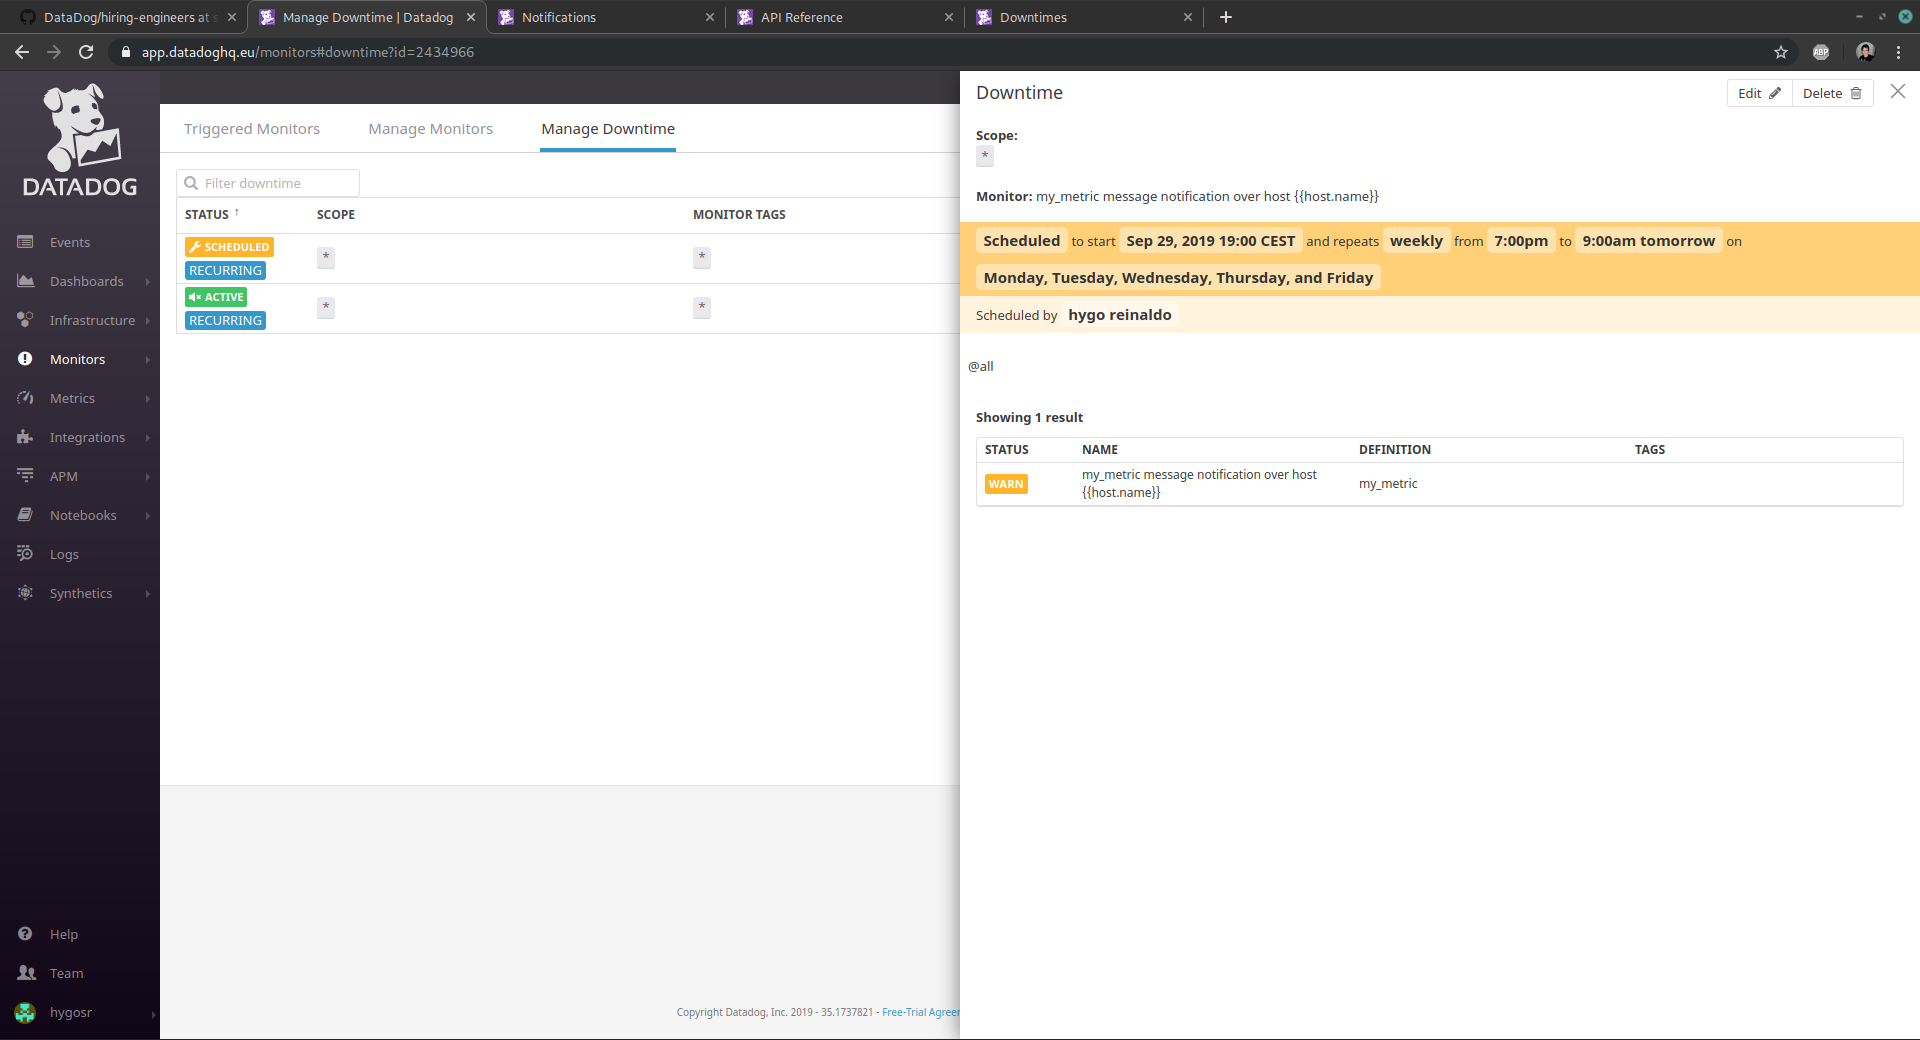 DataDog/hiring-engineers at s
Manage Downtime | Datadog
Notifications
API Reference
Downtimes
app.datadoghq.eu/monitors#downtime?id=2434966
ABP
DATADOG
Events
Dashboards
Infrastructure
Monitors
Metrics
Integrations
APM
Notebooks
Logs
Synthetics
Help
Team
hygosr
Triggered Monitors
Manage Monitors
Manage Downtime
Filter downtime
STATUS ↑ SCOPE MONITOR TAGS
SCHEDULED
RECURRING
* *
ACTIVE
RECURRING
* *
Copyright Datadog, Inc. 2019 - 35.1737821 - Free-Trial Agreer
Downtime
Edit
Delete
Scope:
*
Monitor: my_metric message notification over host {{host.name}}
Scheduled to start Sep 29, 2019 19:00 CEST and repeats weekly from 7:00pm to 9:00am tomorrow on
Monday, Tuesday, Wednesday, Thursday, and Friday
Scheduled by hygo reinaldo
@all
Showing 1 result
STATUS NAME DEFINITION TAGS
WARN
my_metric message notification over host
{{host.name}}
my_metric